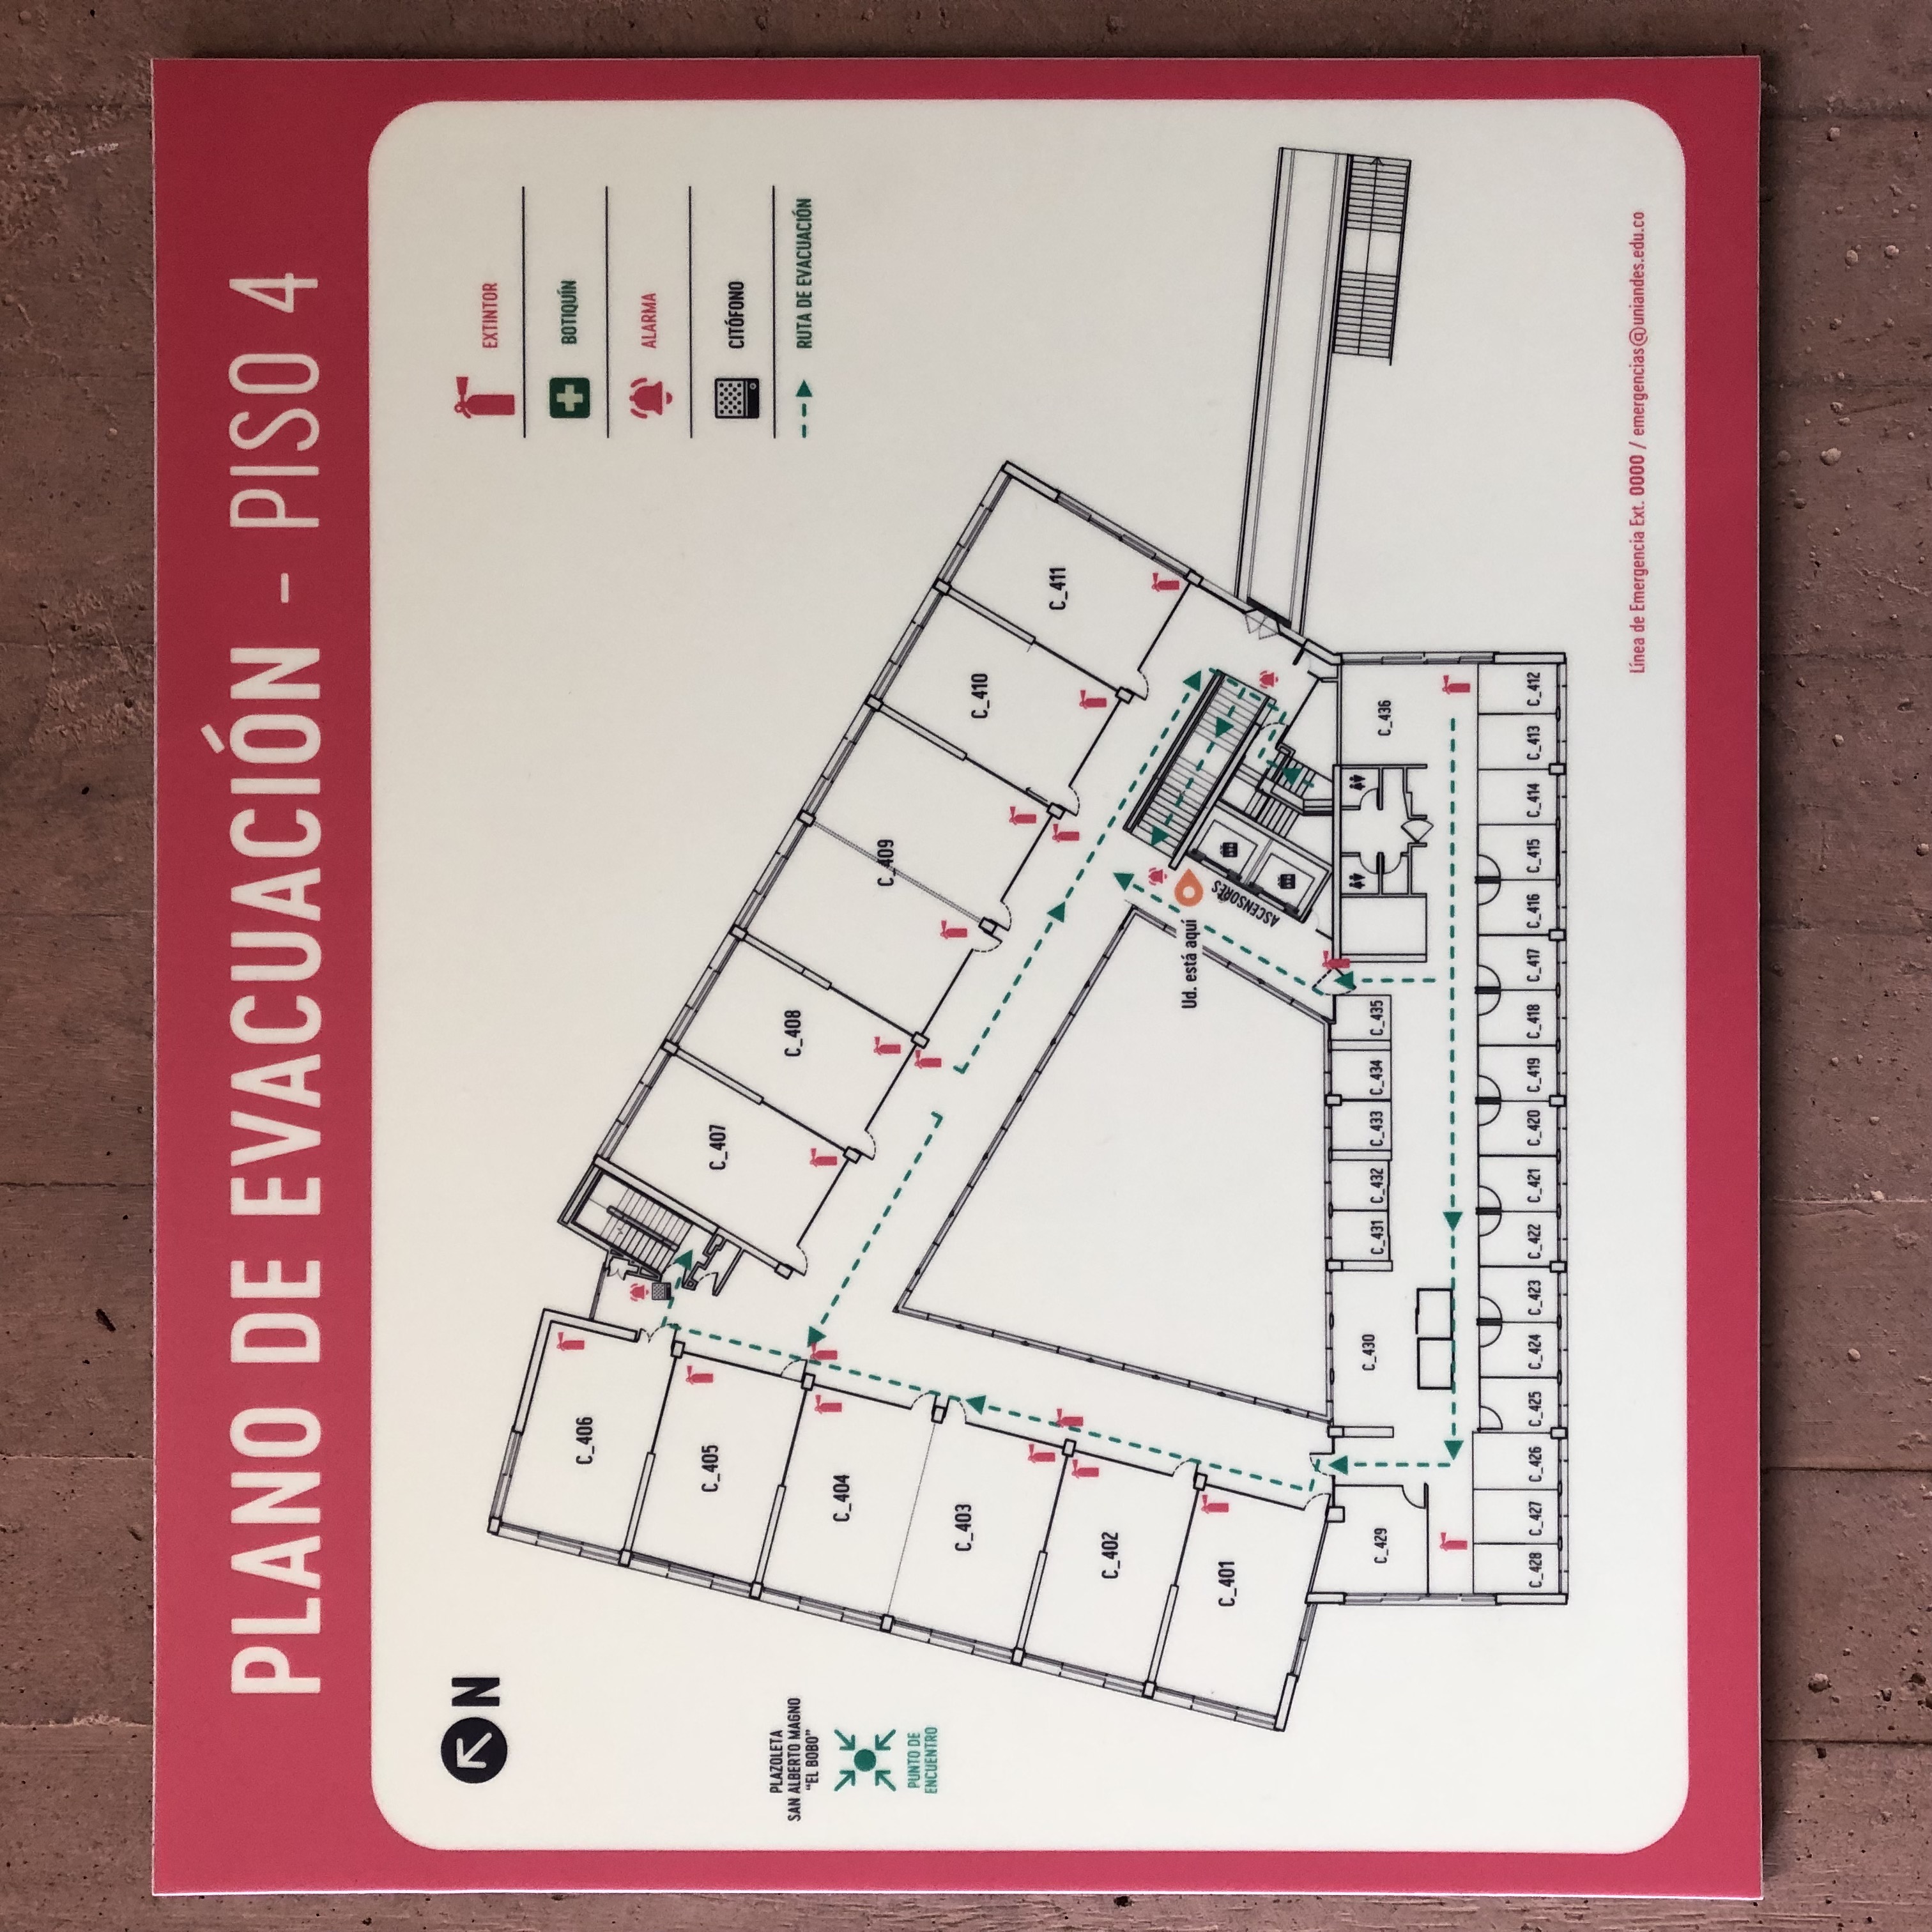 PLANO DE EVACUACIÓN - PISO 4
N
EXTINTOR
BOTIQUÍN
ALARMA
CITÓFONO
RUTA DE EVACUACIÓN
PLAZOLETA
SAN ALBERTO MAGNO
“EL BOBO”
PUNTO DE
ENCUENTRO
C_406
C_405
C_404
C_403
C_402
C_401
C_407
C_408
C_409
C_410
C_411
Ud. está aquí
ASCENSORES
C_429
C_430
C_431
C_432
C_433
C_434
C_435
C_436
C_428
C_427
C_426
C_425
C_424
C_423
C_422
C_421
C_420
C_419
C_418
C_417
C_416
C_415
C_414
C_413
C_412
Línea de Emergencia Ext. 0000 / emergencias@uniandes.edu.co